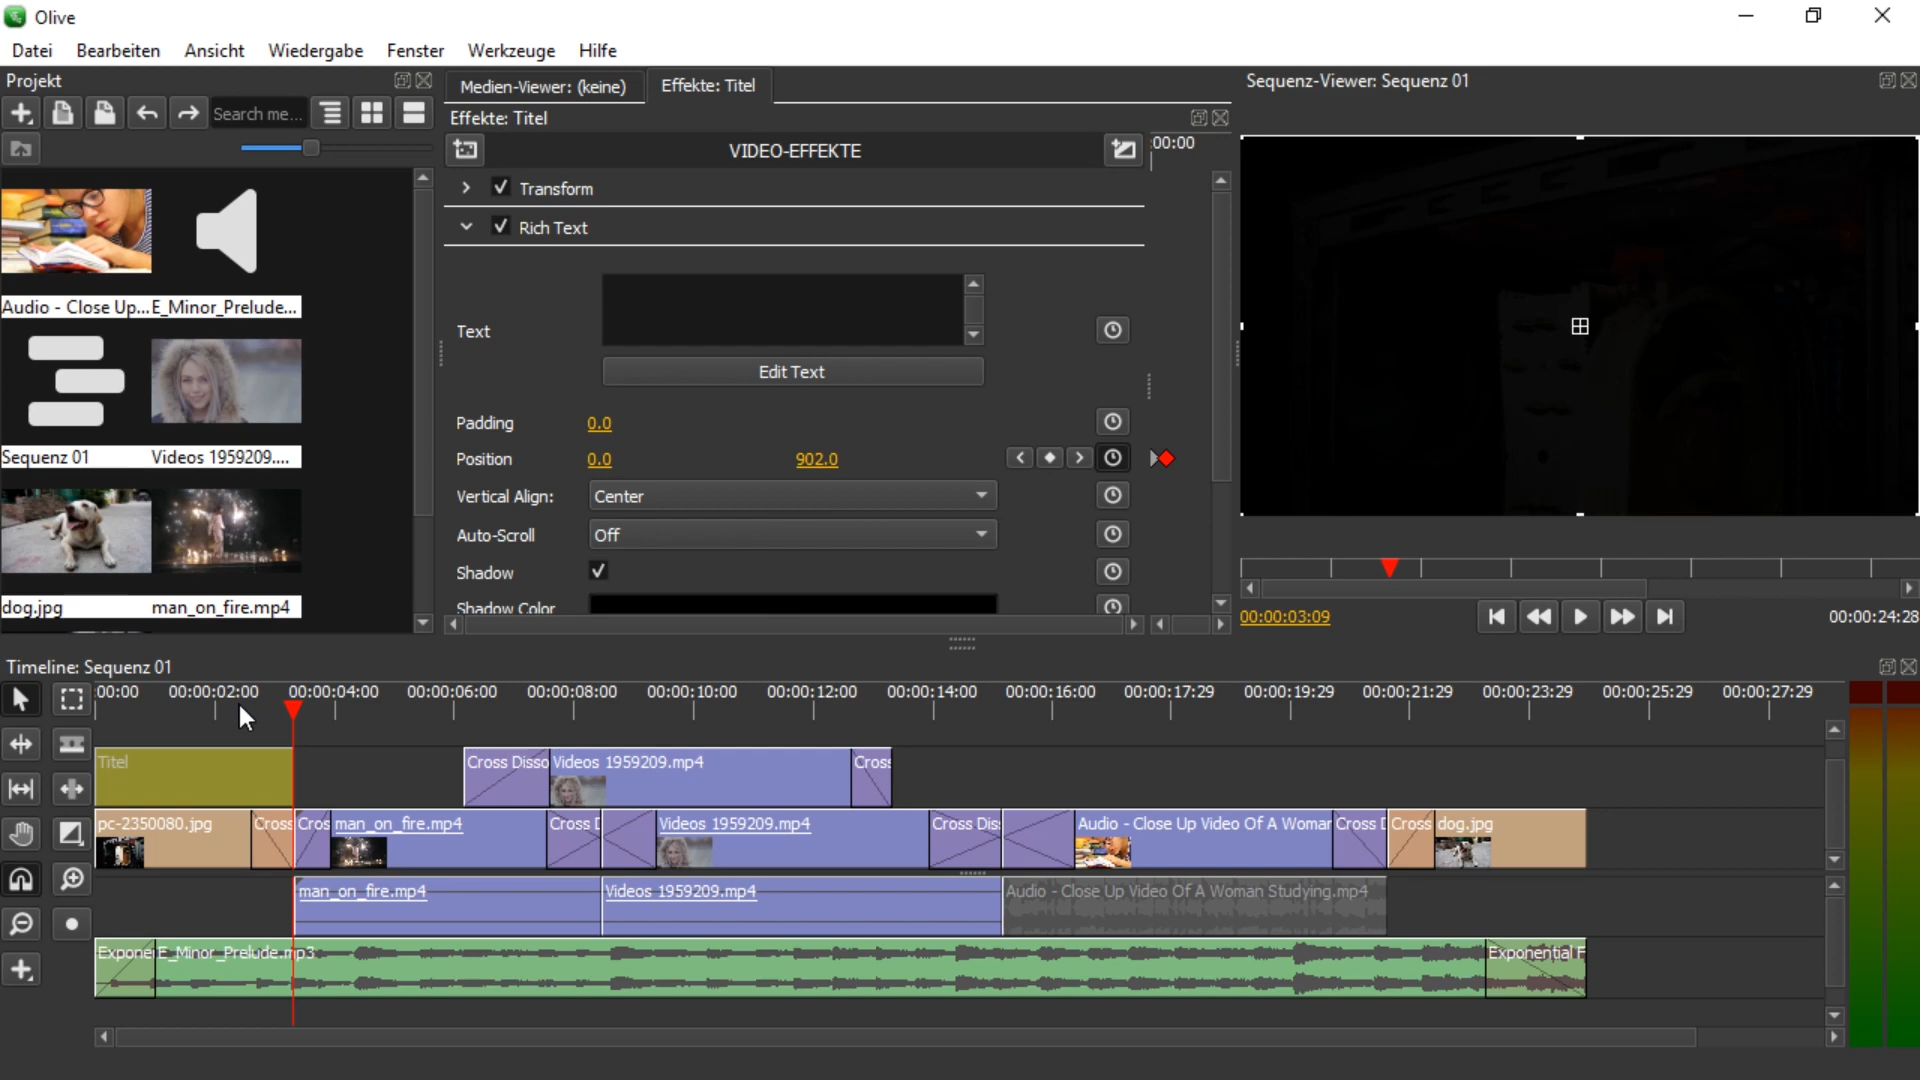 Olive
Datei Bearbeiten Ansicht Wiedergabe Fenster Werkzeuge Hilfe
Projekt
Search me...
Audio - Close Up... E_Minor_Prelude...
Sequenz 01 Videos 1959209....
dog.jpg man_on_fire.mp4
Medien-Viewer: (keine) Effekte: Titel
Effekte: Titel
VIDEO-EFFEKTE
:00:00
Transform
Rich Text
Text
Edit Text
Padding 0.0
Position 0.0 902.0
Vertical Align: Center
Auto-Scroll Off
Shadow
Shadow Color
Sequenz-Viewer: Sequenz 01
00:00:03:09 00:00:24:28
Timeline: Sequenz 01
:00:00 00:00:02:00 00:00:04:00 00:00:06:00 00:00:08:00 00:00:10:00 00:00:12:00 00:00:14:00 00:00:16:00 00:00:17:29 00:00:19:29 00:00:21:29 00:00:23:29 00:00:25:29 00:00:27:29
Titel Cross Disso Videos 1959209.mp4 Cross
pc-2350080.jpg Cross Cros man_on_fire.mp4 Cross D Videos 1959209.mp4 Cross Dis Audio - Close Up Video Of A Woman Cross D Cross dog.jpg
man_on_fire.mp4 Videos 1959209.mp4 Audio - Close Up Video Of A Woman Studying.mp4
Expone E_Minor_Prelude.mp3 Exponential F